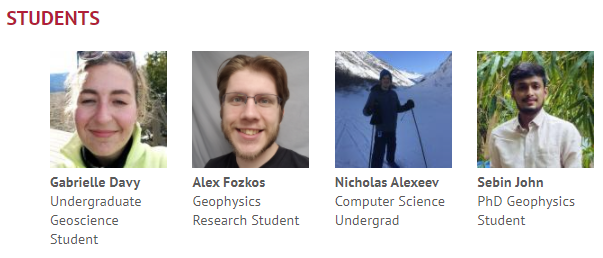 STUDENTS
Gabrielle Davy
Undergraduate
Geoscience
Student
Alex Fozkos
Geophysics
Research Student
Nicholas Alexeev
Computer Science
Undergrad
Sebin John
PhD Geophysics
Student